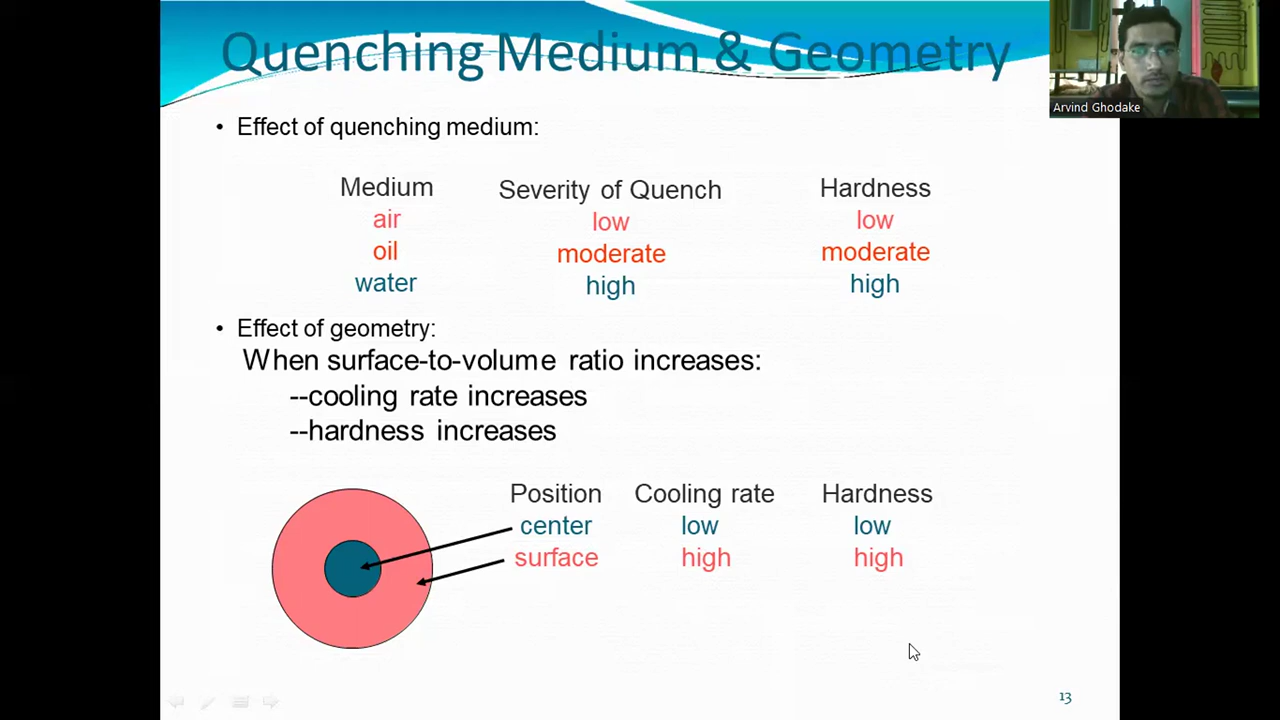 Quenching Medium & Geometry
Arvind Ghodake
• Effect of quenching medium:
Medium Severity of Quench Hardness
air low low
oil moderate moderate
water high high
• Effect of geometry:
When surface-to-volume ratio increases:
--cooling rate increases
--hardness increases
Position Cooling rate Hardness
center low low
surface high high
13